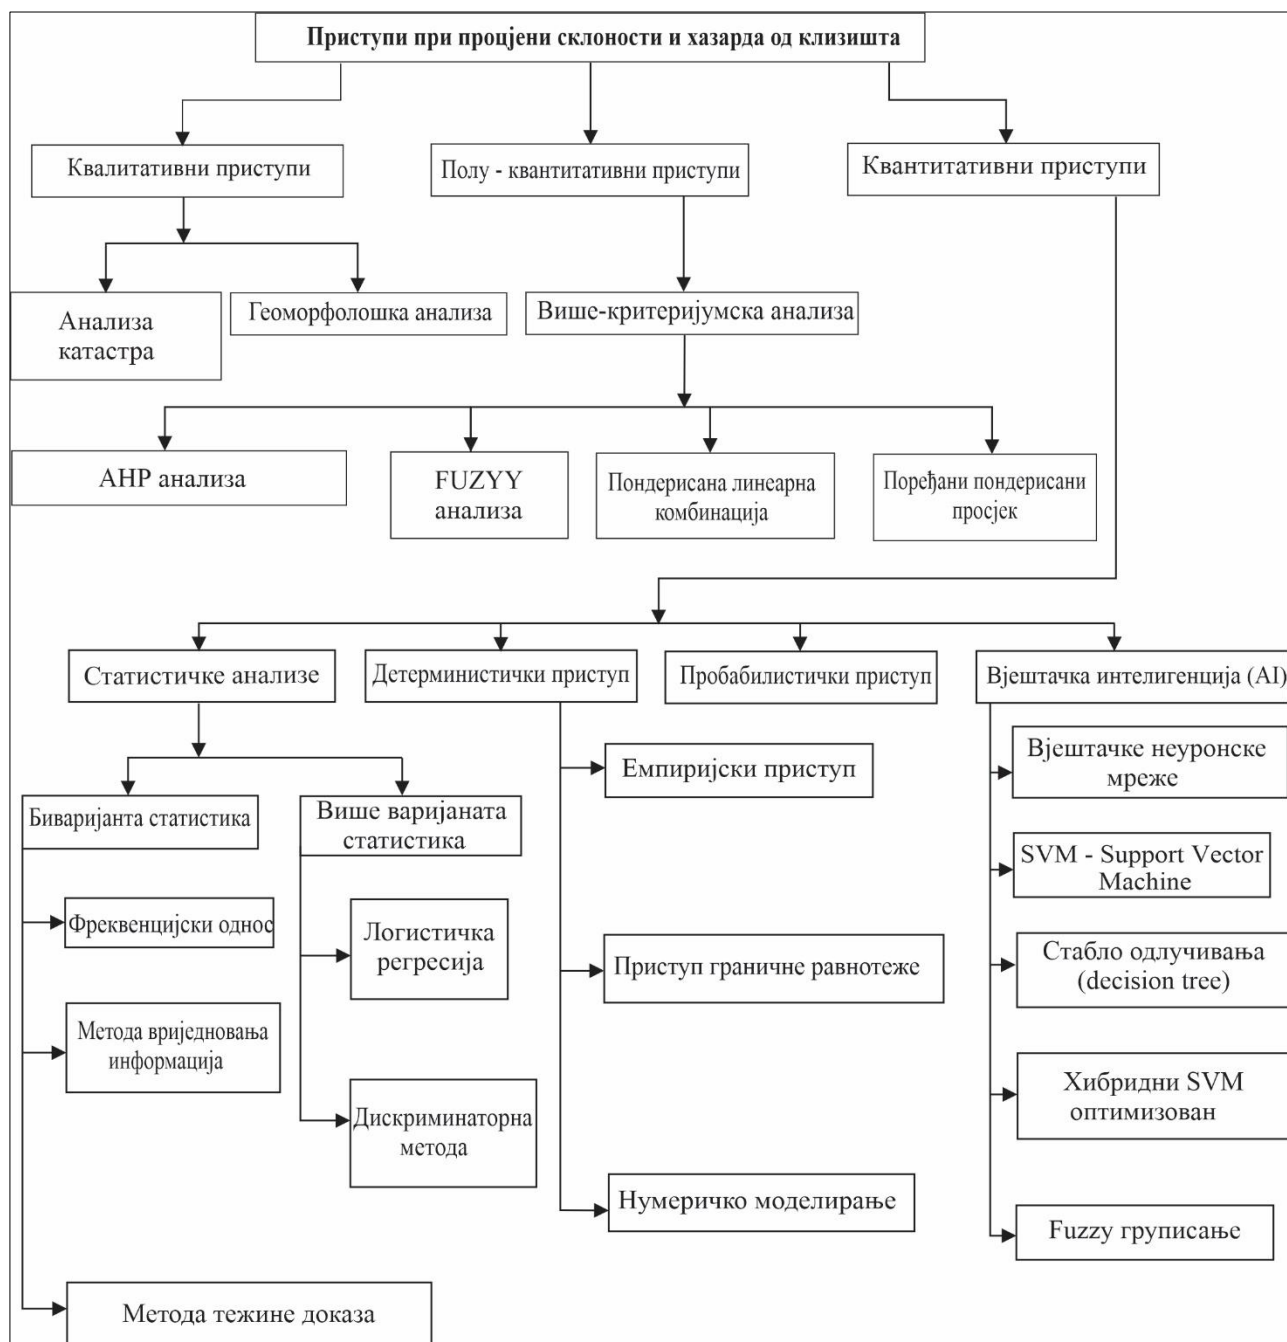 Приступи при процјени склоности и хазарда од клизишта
Квалитативни приступи
Полу - квантитативни приступи
Квантитативни приступи
Анализа
катастра
Геоморфолошка анализа
Више-критеријумска анализа
AHP анализа
FUZYY
анализа
Пондерисана линеарна
комбинација
Поређани пондерисани
просјек
Статистичке анализе
Детерминистички приступ
Пробабилистички приступ
Вјештачка интелигенција (AI)
Биваријанта статистика
Више варијаната
статистика
Емпиријски приступ
Вјештачке неуронске
мреже
SVM - Support Vector
Machine
Фреквенцијски однос
Логистичка
регресија
Приступ граничне равнотеже
Стабло одлучивања
(decision tree)
Метода вриједновања
информација
Дискриминаторна
метода
Хибридни SVM
оптимизован
Нумеричко моделирање
Fuzzy груписање
Метода тежине доказа